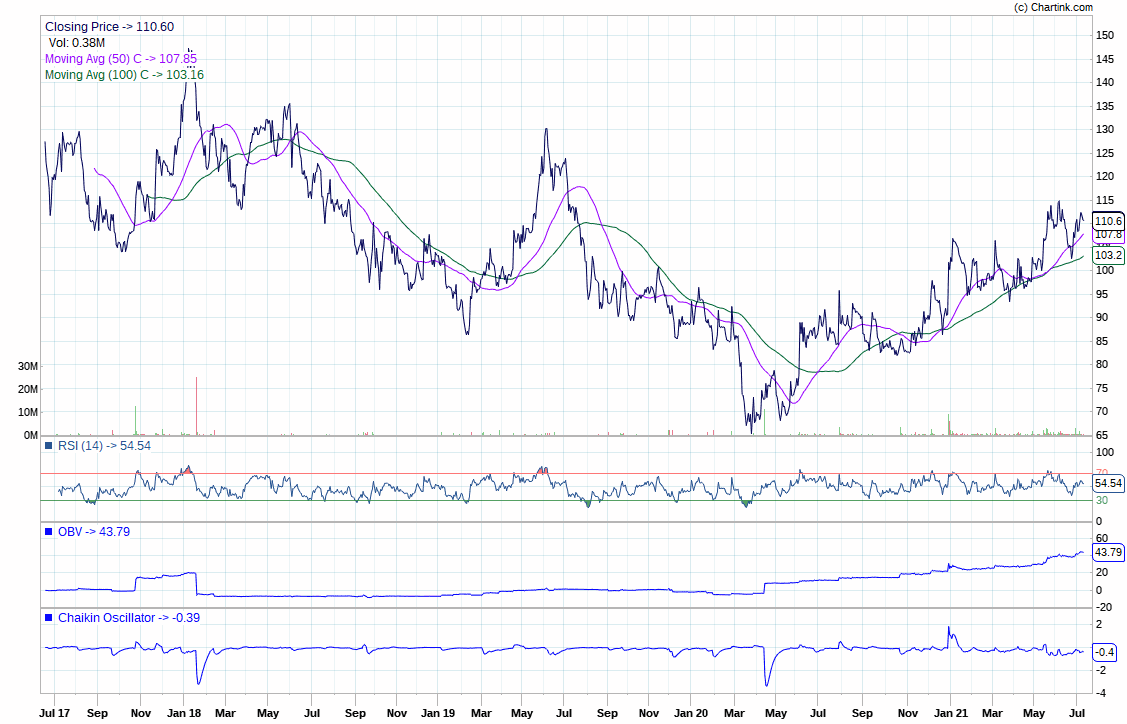 (c) Chartink.com
Closing Price -> 110.60
Vol: 0.38M
Moving Avg (50) C -> 107.85
Moving Avg (100) C -> 103.16
150
145
140
135
130
125
120
115
110.6
107.8
103.2
100
95
90
85
80
75
70
65
30M
20M
10M
0M
RSI (14) -> 54.54
100
70
54.54
30
0
OBV -> 43.79
60
43.79
20
0
-20
Chaikin Oscillator -> -0.39
2
-0.4
-2
-4
Jul 17 Sep Nov Jan 18 Mar May Jul Sep Nov Jan 19 Mar May Jul Sep Nov Jan 20 Mar May Jul Sep Nov Jan 21 Mar May Jul